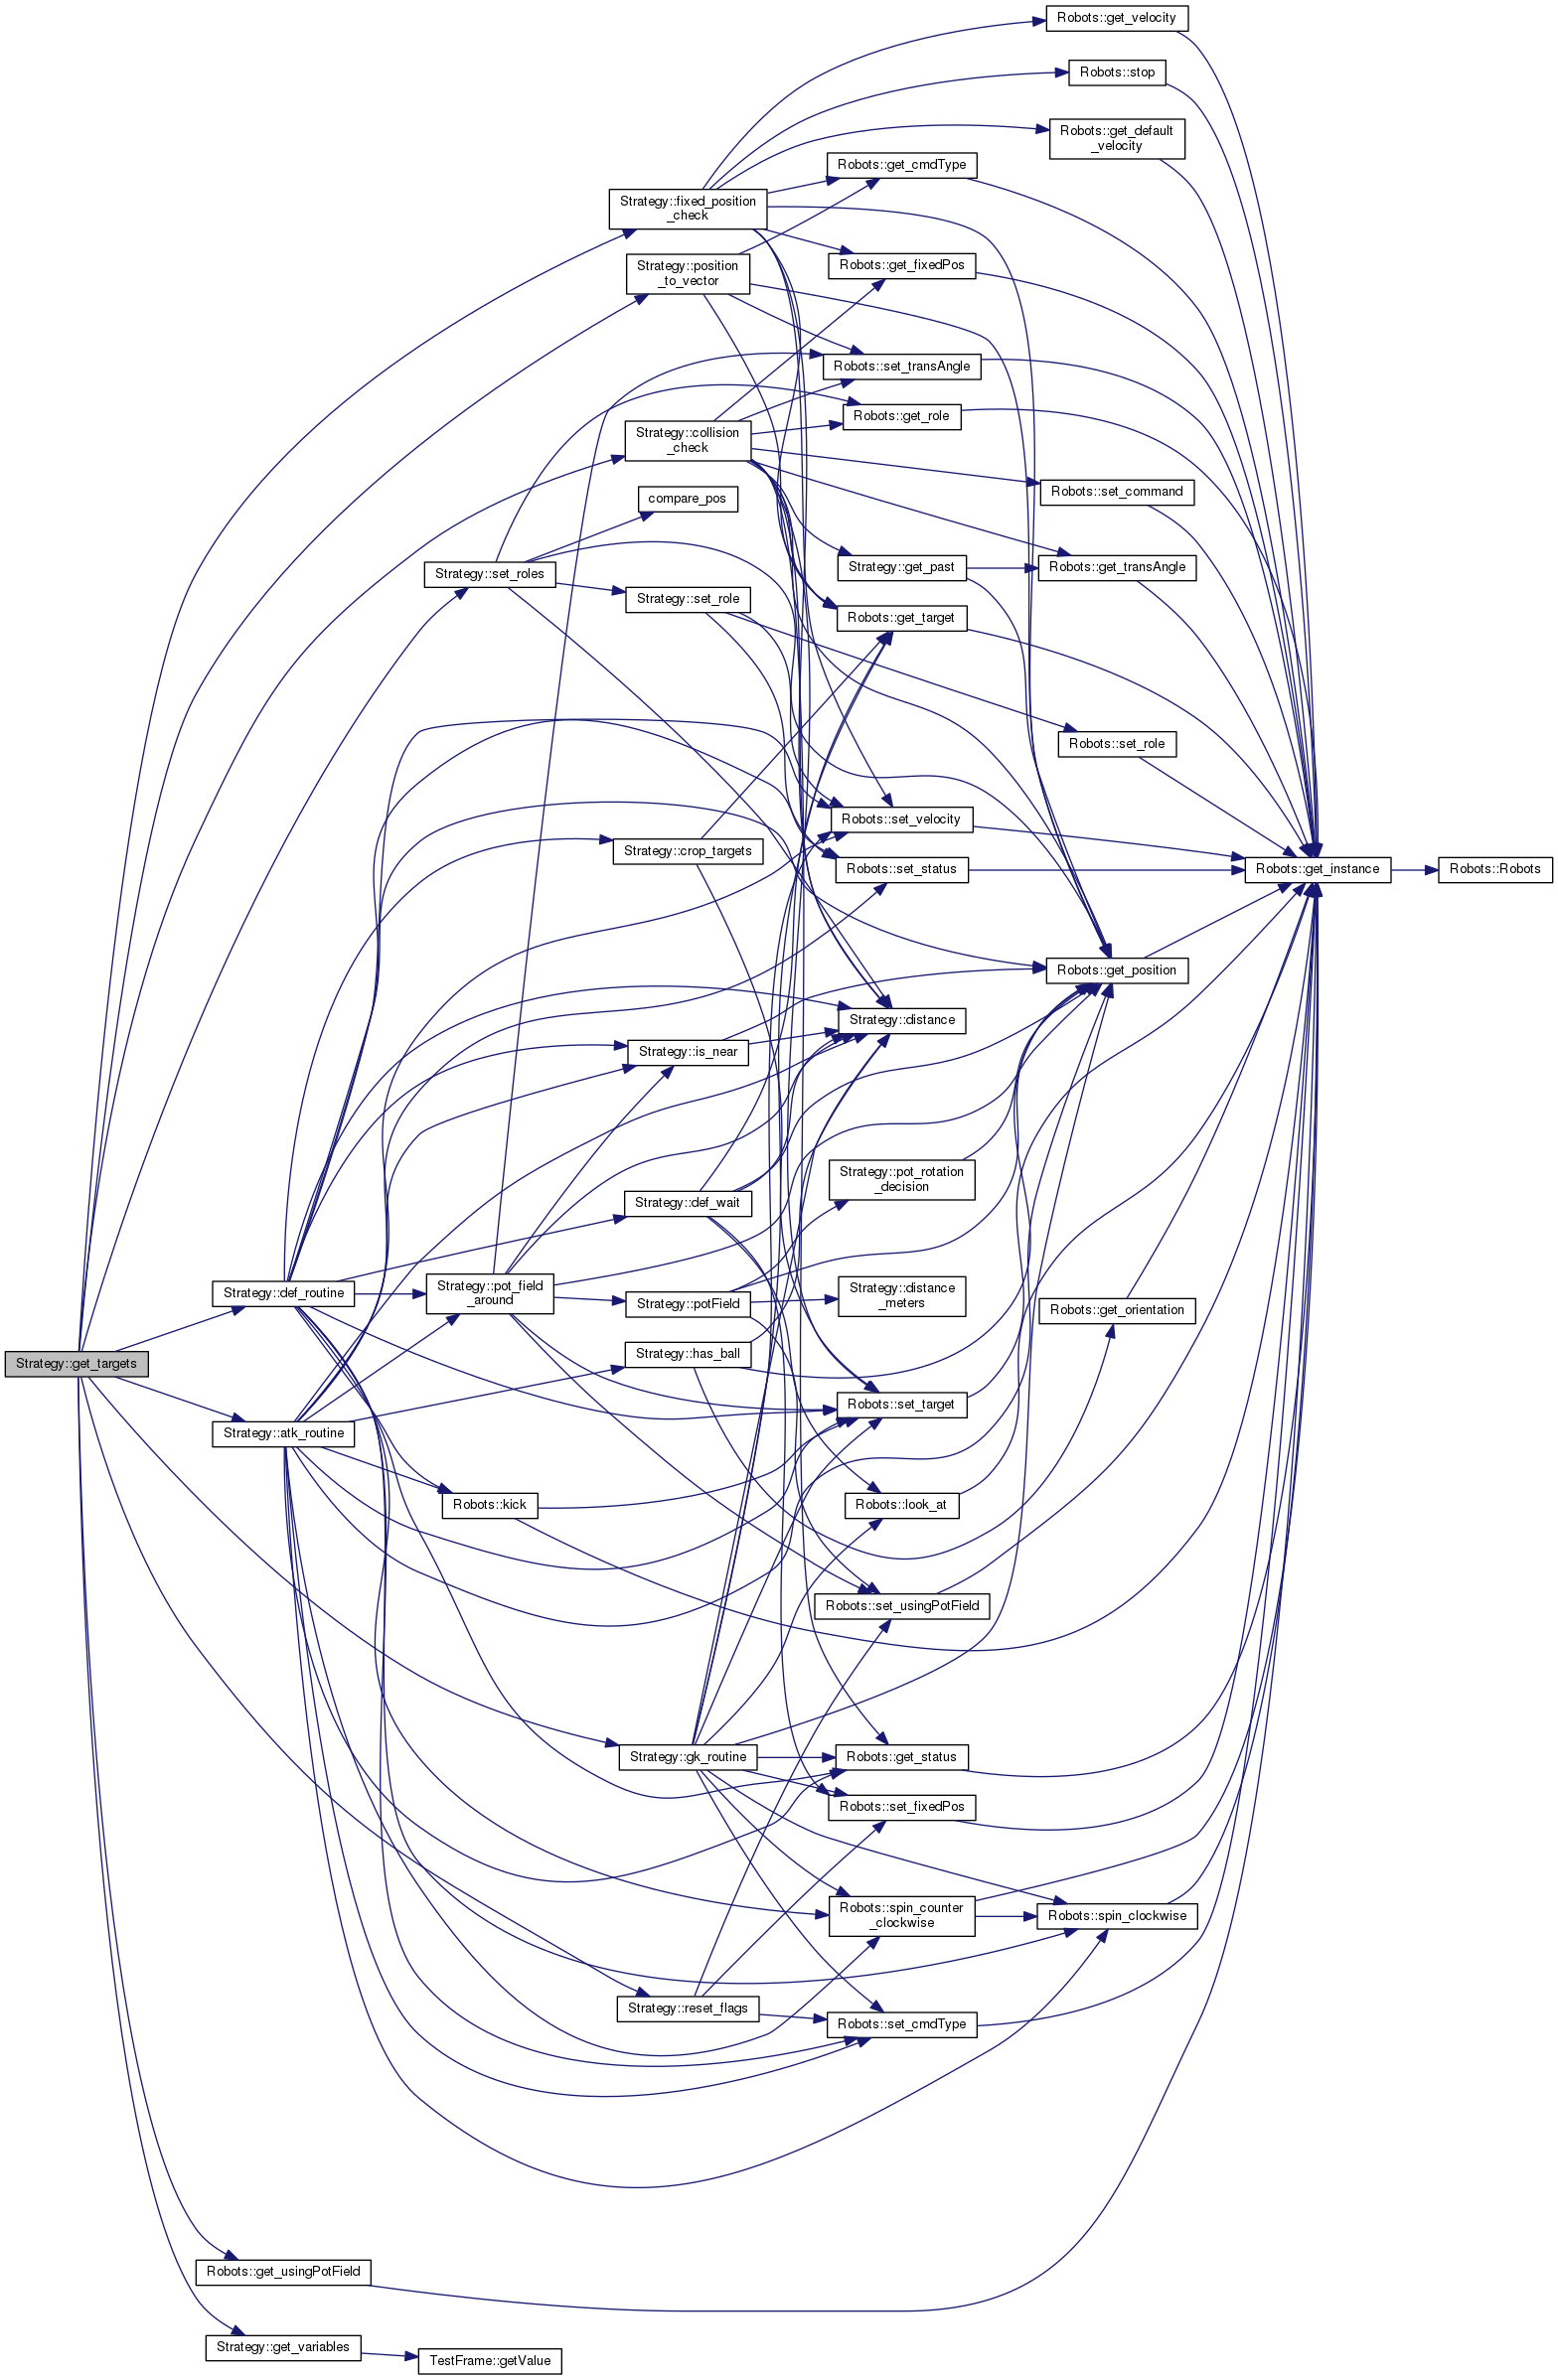 Robots::get_velocity
Robots::stop
Robots::get_default
_velocity
Robots::get_cmdType
Strategy::fixed_position
_check
Strategy::position
_to_vector
Robots::get_fixedPos
Robots::set_transAngle
Robots::get_role
Strategy::collision
_check
Robots::set_command
compare_pos
Strategy::get_past
Robots::get_transAngle
Strategy::set_roles
Strategy::set_role
Robots::get_target
Robots::set_role
Robots::set_velocity
Strategy::crop_targets
Robots::set_status
Robots::get_instance
Robots::Robots
Robots::get_position
Strategy::distance
Strategy::is_near
Strategy::pot_rotation
_decision
Strategy::def_wait
Strategy::def_routine
Strategy::pot_field
_around
Strategy::potField
Strategy::distance
_meters
Robots::get_orientation
Strategy::get_targets
Strategy::has_ball
Robots::set_target
Strategy::atk_routine
Robots::kick
Robots::look_at
Robots::set_usingPotField
Strategy::gk_routine
Robots::get_status
Robots::set_fixedPos
Robots::spin_counter
_clockwise
Robots::spin_clockwise
Strategy::reset_flags
Robots::set_cmdType
Robots::get_usingPotField
Strategy::get_variables
TestFrame::getValue